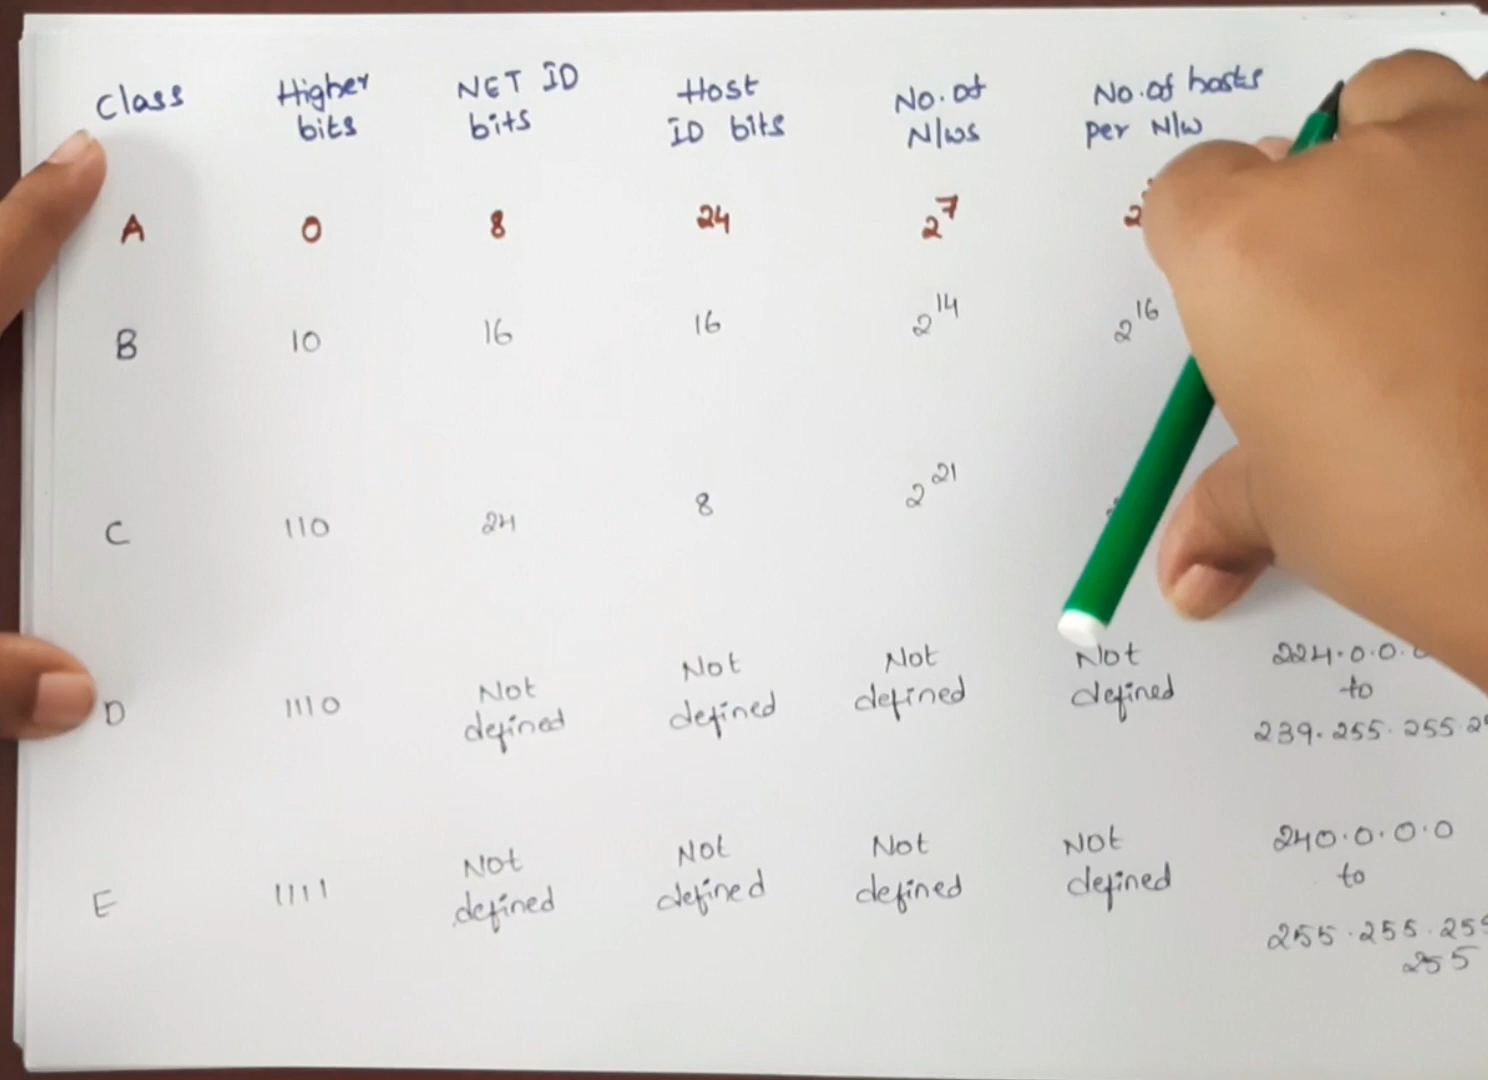 Class Higher bits NET ID bits Host ID bits No. of N/ws No. of hosts per N/w
A 0 8 24 2^7 2
B 10 16 16 2^14 2^16
C 110 24 8 2^21
D 1110 Not defined Not defined Not defined Not defined 224.0.0. to 239.255.255.
E 1111 Not defined Not defined Not defined Not defined 240.0.0.0 to 255.255.255 255